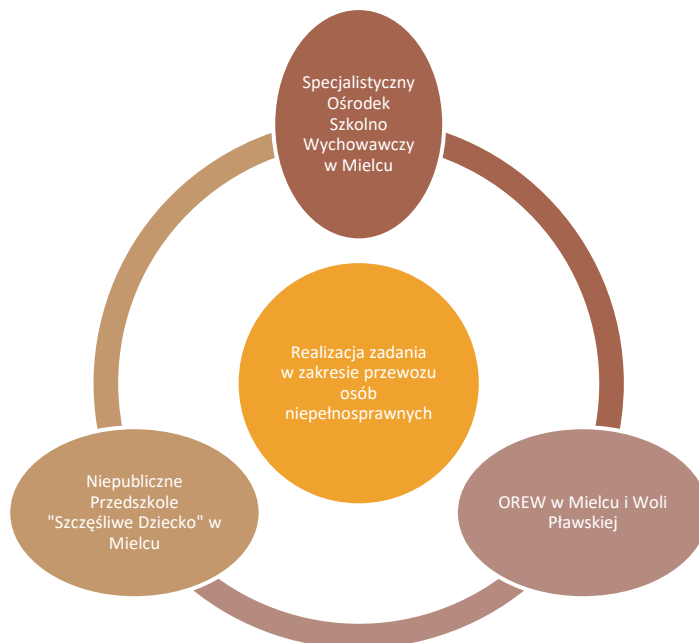 Specjalistyczny
Ośrodek
Szkolno
Wychowawczy
w Mielcu
Realizacja zadania
w zakresie przewozu
osób
niepełnosprawnych
Niepubliczne
Przedszkole
"Szczęśliwe Dziecko" w
Mielcu
OREW w Mielcu i Woli
Pławskiej